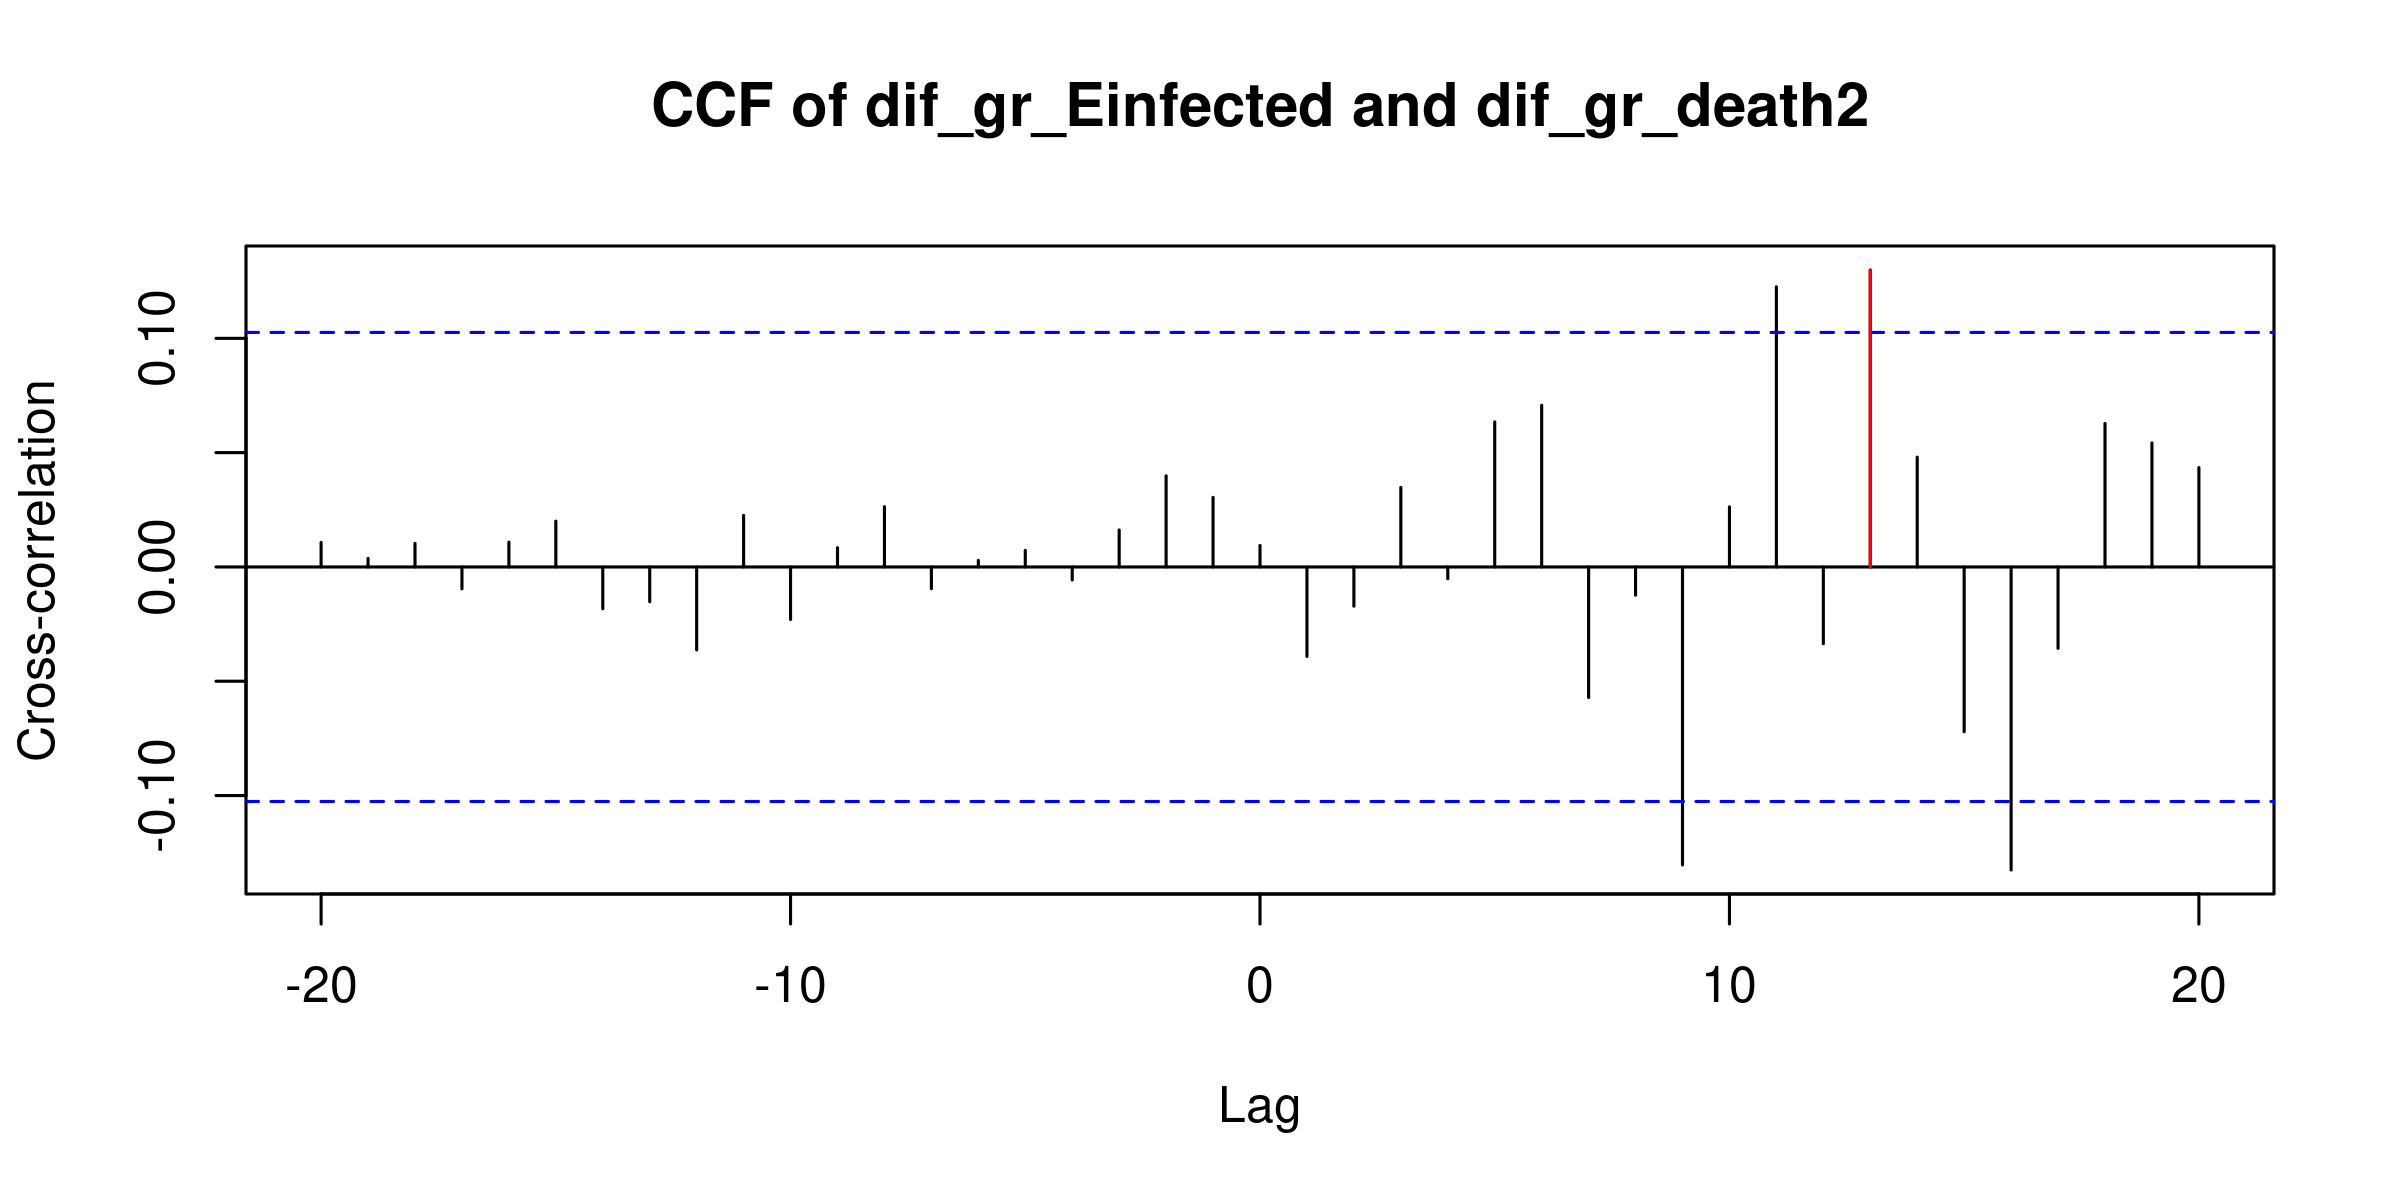 CCF of dif_gr_Einfected and dif_gr_death2
Cross-correlation
0.10
0.00
-0.10
-20 -10 0 10 20
Lag